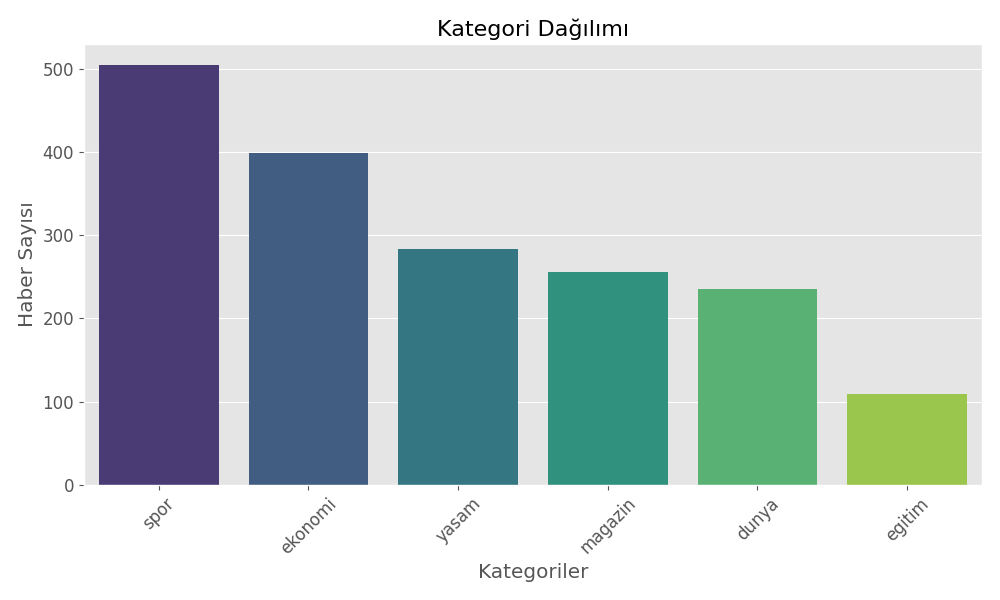 Kategori Dağılımı
Haber Sayısı
500
400
300
200
100
0
spor
ekonomi
yasam
magazin
dunya
egitim
Kategoriler